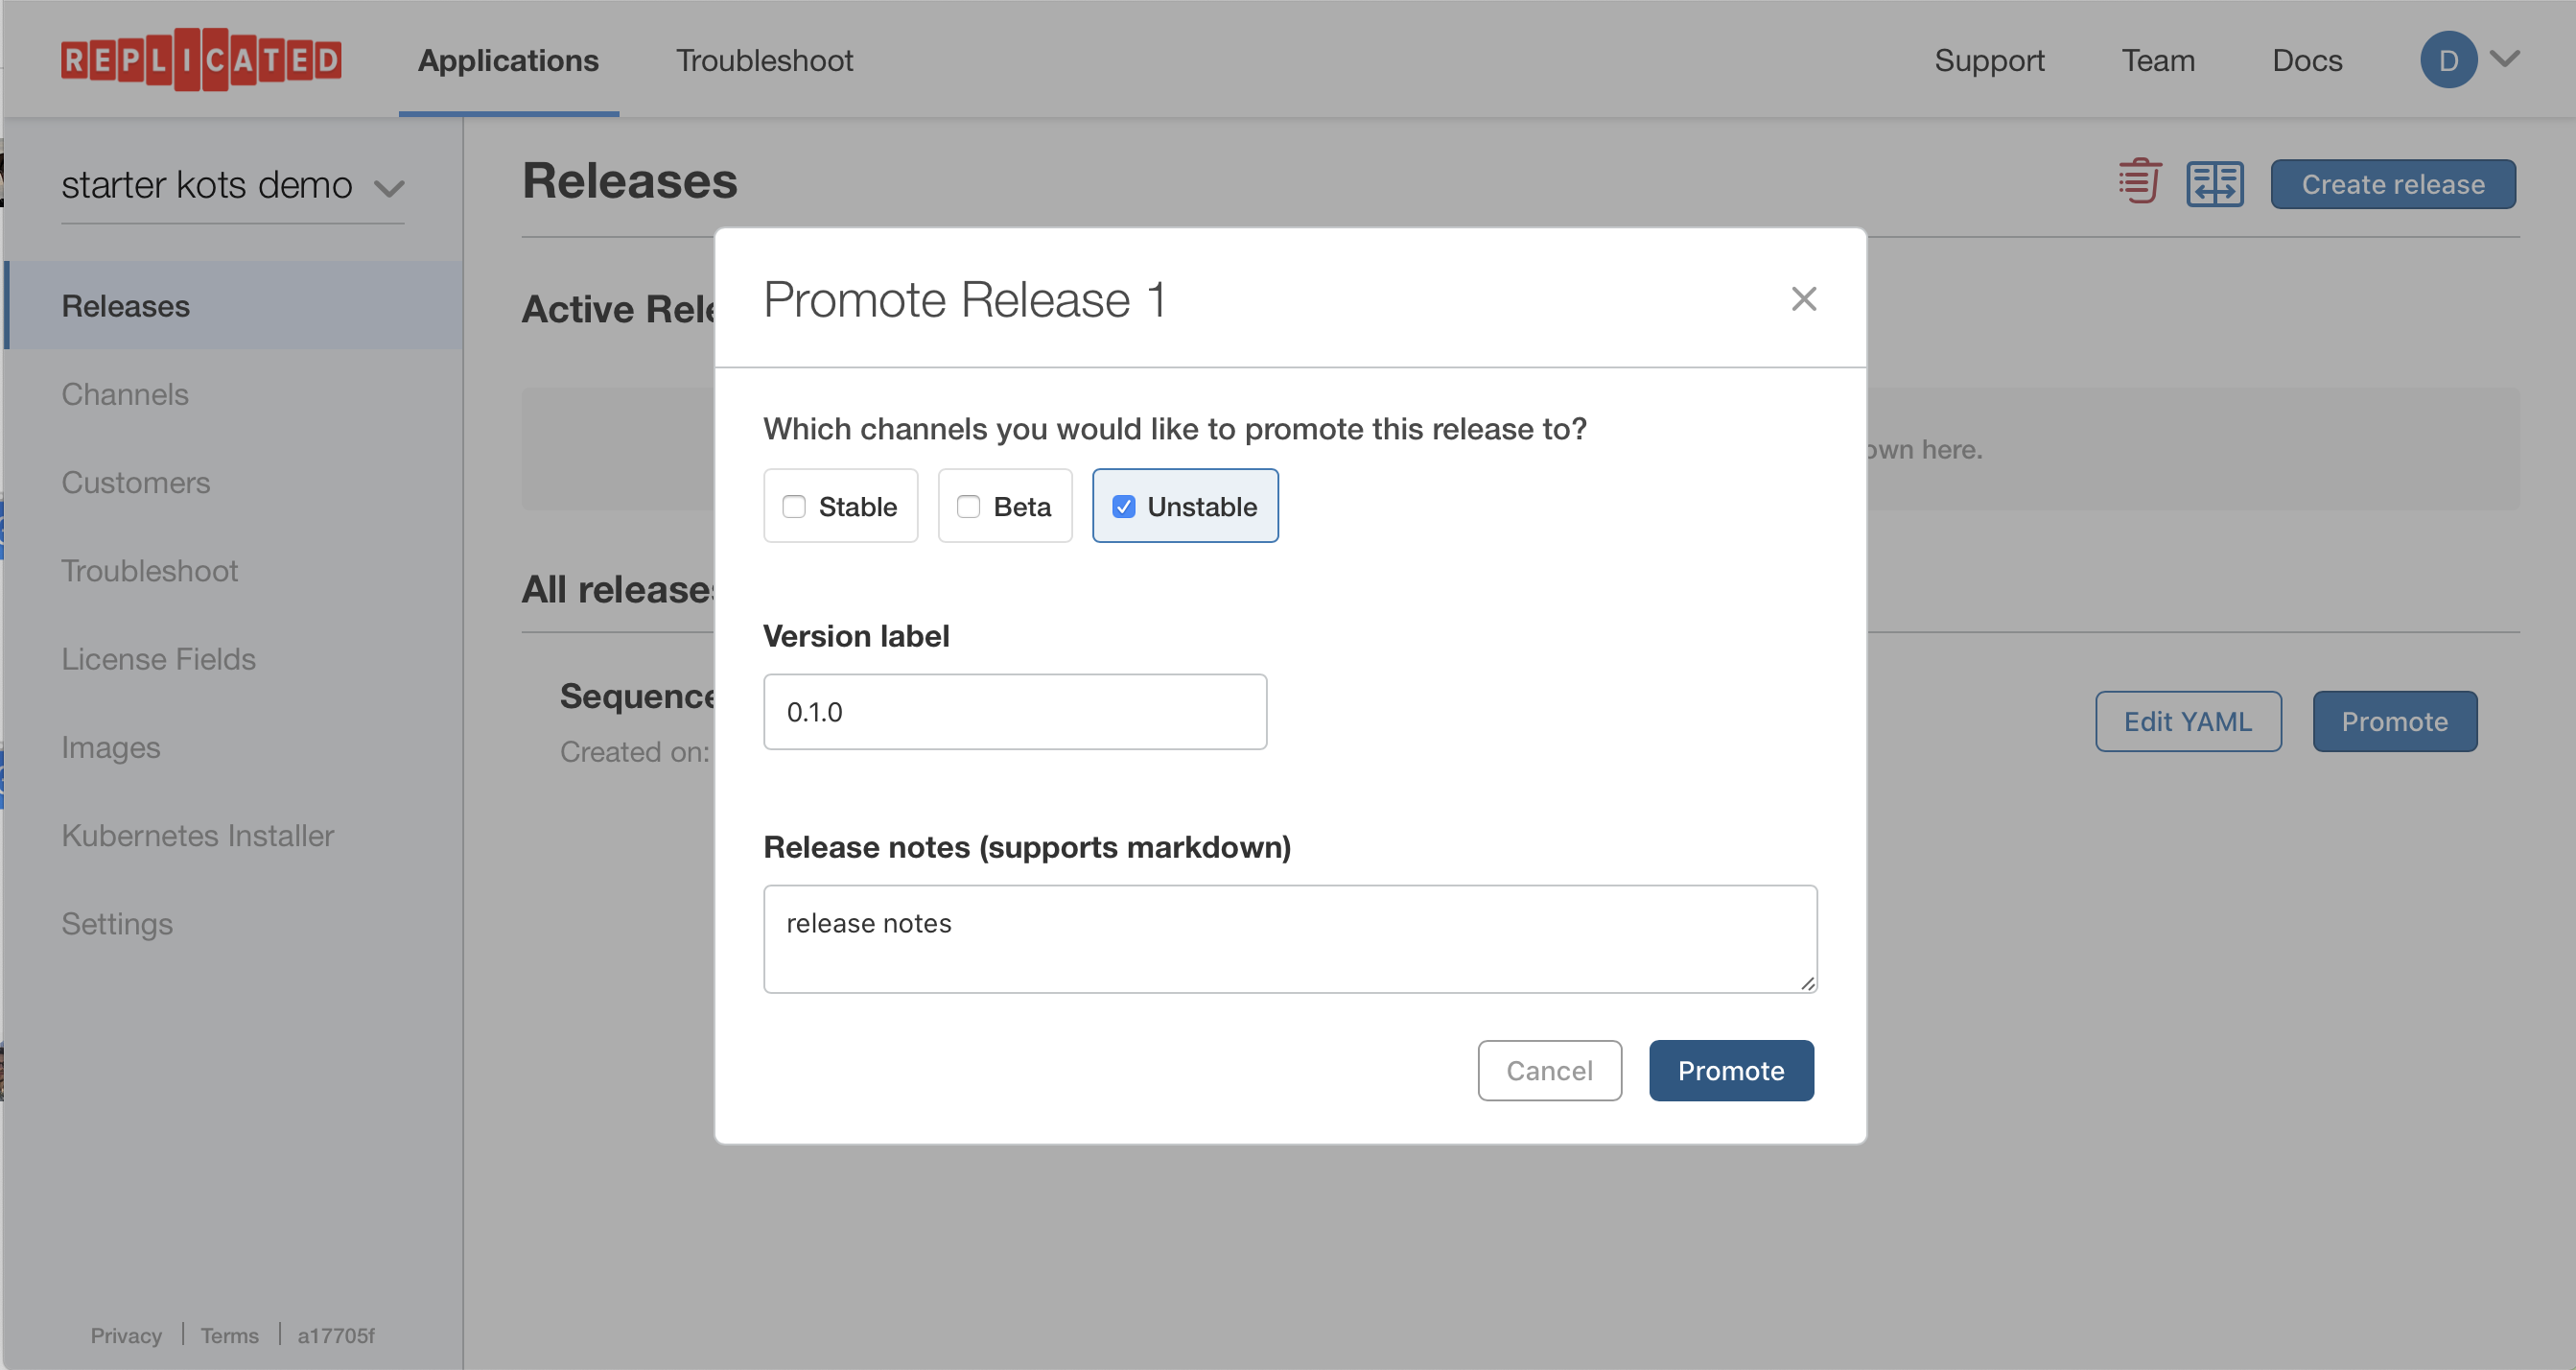 REPLICATED Applications Troubleshoot Support Team Docs D
starter kots demo
Releases
Channels
Customers
Troubleshoot
License Fields
Images
Kubernetes Installer
Settings
Privacy | Terms | a17705f
Releases
Create release
Active Rele
own here.
All releases
Sequence
Created on:
Edit YAML Promote
Promote Release 1
Which channels you would like to promote this release to?
Stable Beta Unstable
Version label
0.1.0
Release notes (supports markdown)
release notes
Cancel Promote